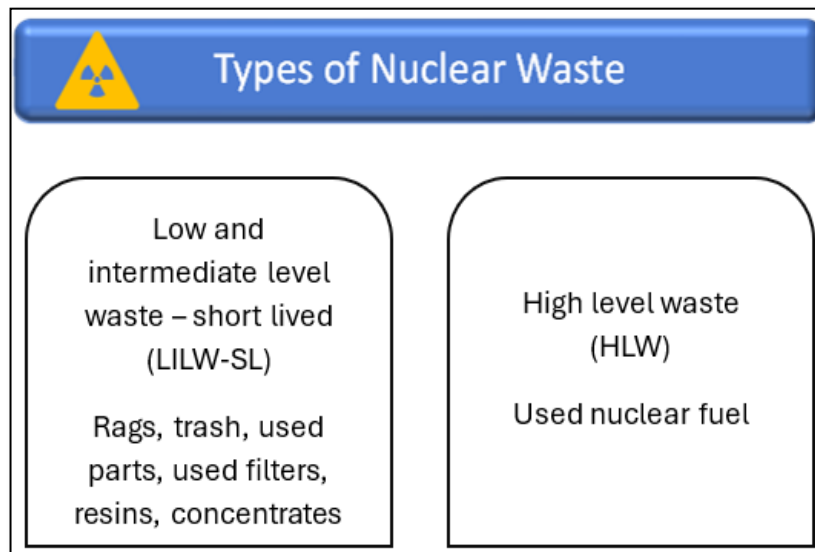 Types of Nuclear Waste
Low and
intermediate level
waste – short lived
(LILW-SL)
Rags, trash, used
parts, used filters,
resins, concentrates
High level waste
(HLW)
Used nuclear fuel